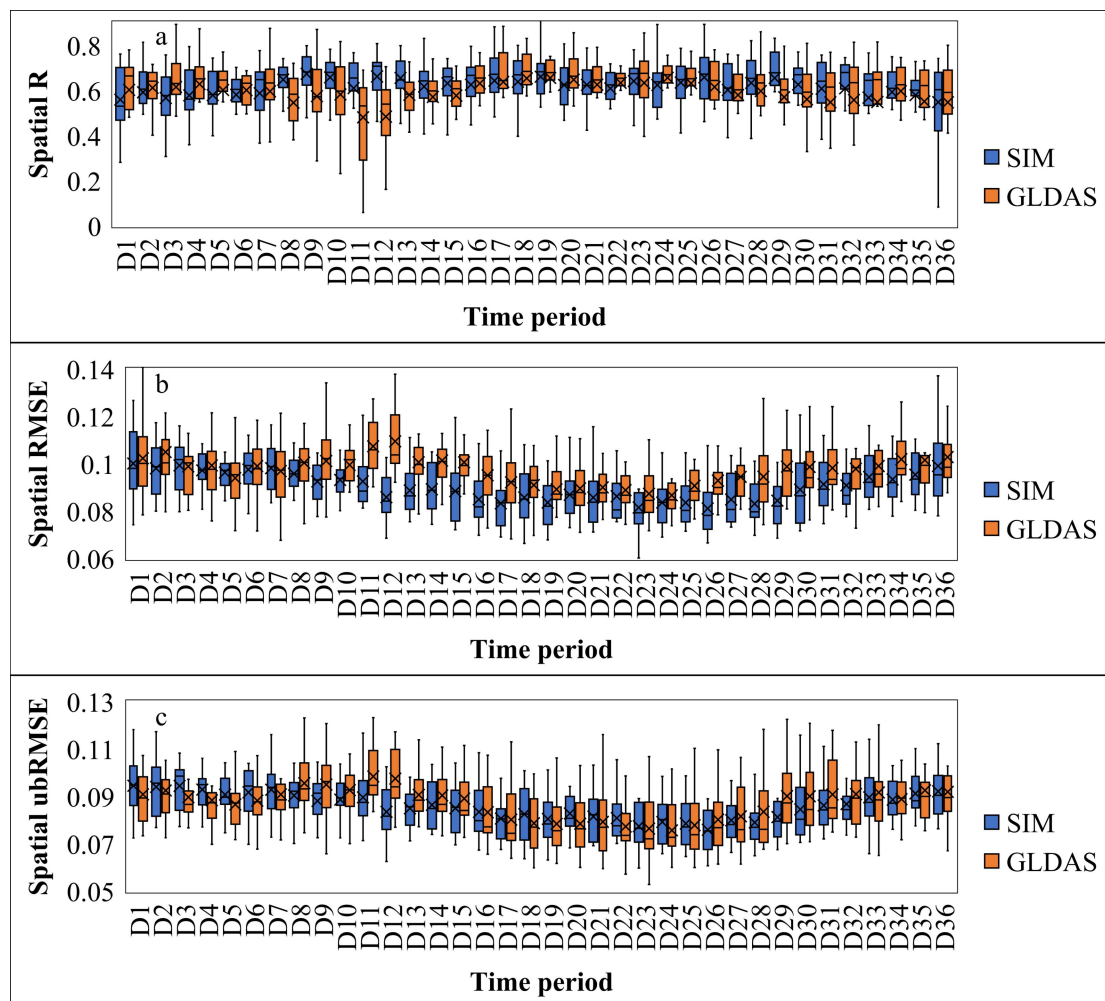 a
Spatial R
0.8
0.6
0.4
0.2
0
D1 D2 D3 D4 D5 D6 D7 D8 D9 D10 D11 D12 D13 D14 D15 D16 D17 D18 D19 D20 D21 D22 D23 D24 D25 D26 D27 D28 D29 D30 D31 D32 D33 D34 D35 D36
Time period
SIM
GLDAS
b
Spatial RMSE
0.14
0.12
0.1
0.08
0.06
D1 D2 D3 D4 D5 D6 D7 D8 D9 D10 D11 D12 D13 D14 D15 D16 D17 D18 D19 D20 D21 D22 D23 D24 D25 D26 D27 D28 D29 D30 D31 D32 D33 D34 D35 D36
Time period
SIM
GLDAS
c
Spatial ubRMSE
0.13
0.11
0.09
0.07
0.05
D1 D2 D3 D4 D5 D6 D7 D8 D9 D10 D11 D12 D13 D14 D15 D16 D17 D18 D19 D20 D21 D22 D23 D24 D25 D26 D27 D28 D29 D30 D31 D32 D33 D34 D35 D36
Time period
SIM
GLDAS